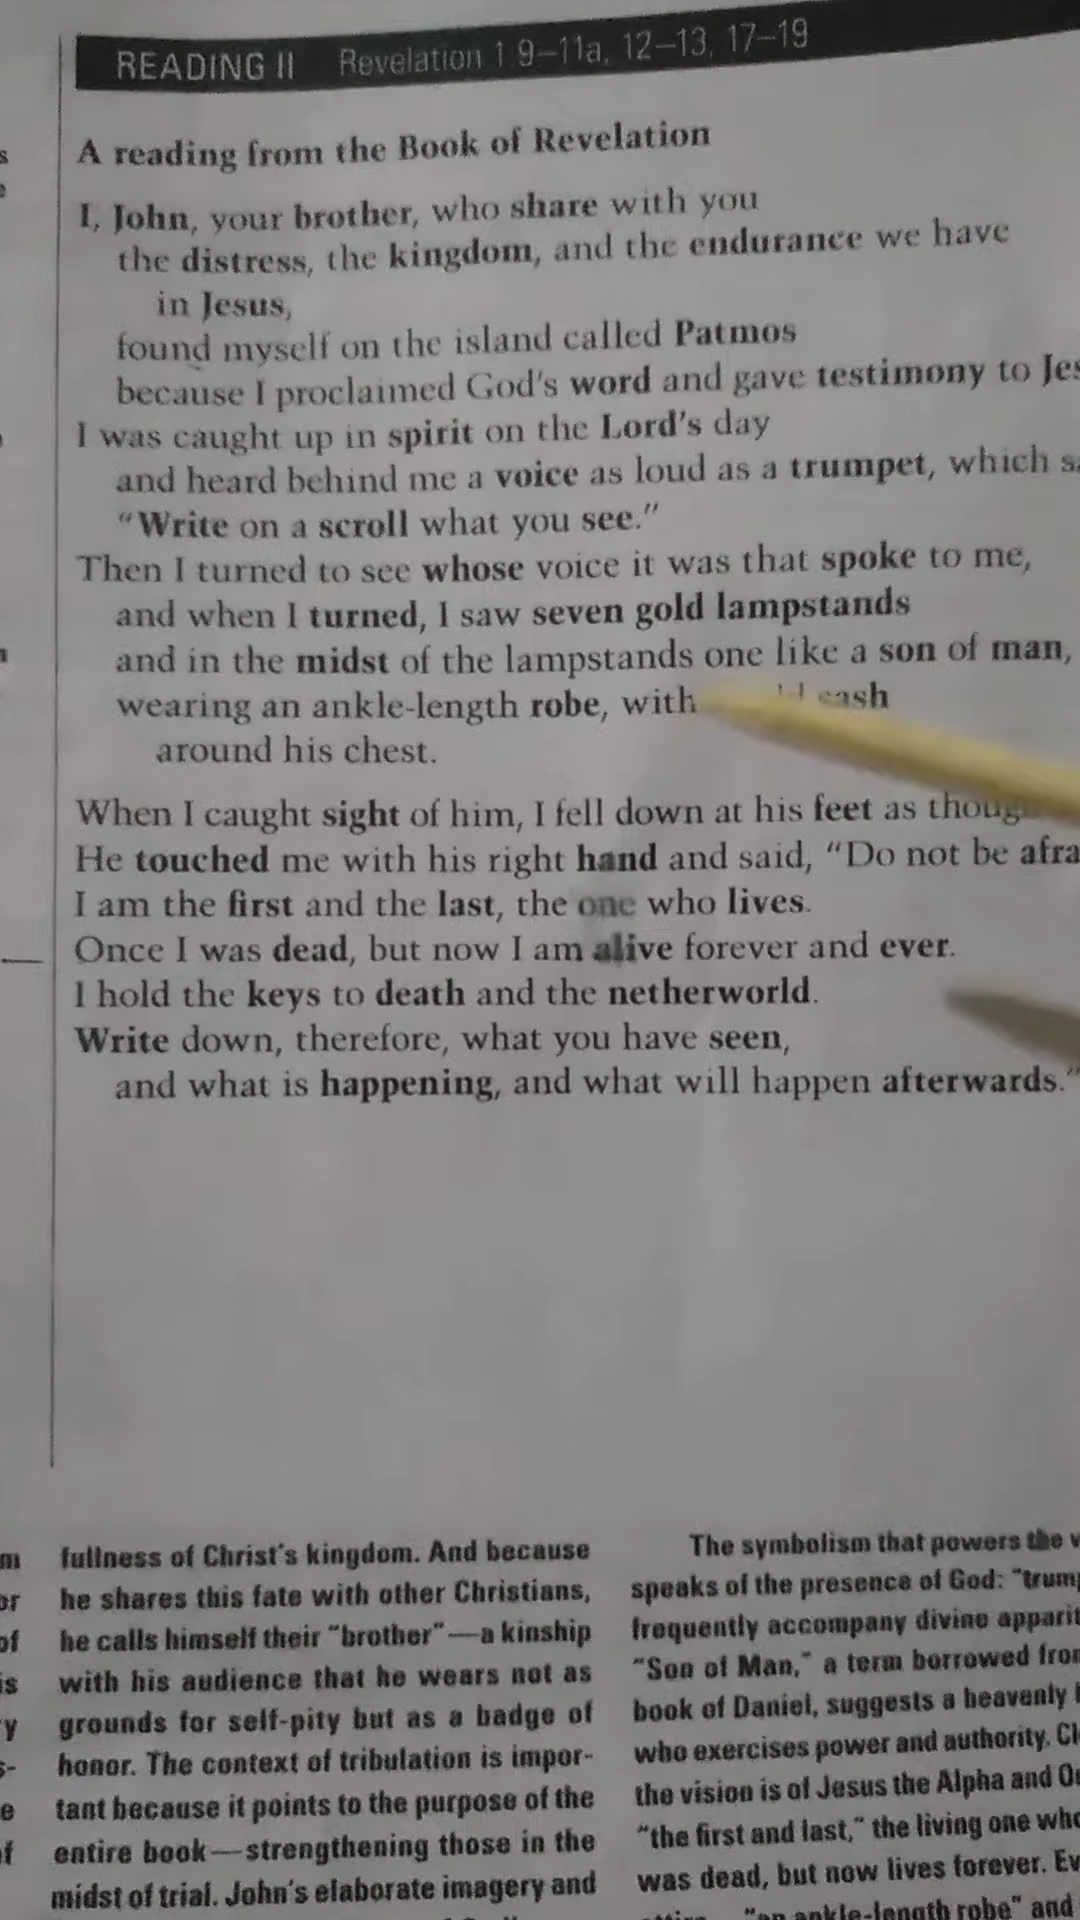 READING II Revelation 1 9–11a, 12–13, 17–19
A reading from the Book of Revelation
I, John, your brother, who share with you
the distress, the kingdom, and the endurance we have
in Jesus,
found myself on the island called Patmos
because I proclaimed God's word and gave testimony to
I was caught up in spirit on the Lord's day
and heard behind me a voice as loud as a trumpet, which
"Write on a scroll what you see."
Then I turned to see whose voice it was that spoke to me,
and when I turned, I saw seven gold lampstands
and in the midst of the lampstands one like a son of man,
wearing an ankle-length robe, with sash
around his chest.
When I caught sight of him, I fell down at his feet as
He touched me with his right hand and said, "Do not be
I am the first and the last, the one who lives.
Once I was dead, but now I am alive forever and ever.
I hold the keys to death and the netherworld.
Write down, therefore, what you have seen,
and what is happening, and what will happen afterwards."
fullness of Christ's kingdom. And because
he shares this fate with other Christians,
he calls himself their "brother"—a kinship
with his audience that he wears not as
grounds for self-pity but as a badge of
honor. The context of tribulation is impor-
tant because it points to the purpose of the
entire book—strengthening those in the
midst of trial. John's elaborate imagery and
The symbolism that powers the
speaks of the presence of God:
frequently accompany divine
"Son of Man," a term borrowed
book of Daniel, suggests a heavenly
who exercises power and authority.
the vision is of Jesus the Alpha and
"the first and last," the living one
was dead, but now lives forever.
"an ankle-length robe" and